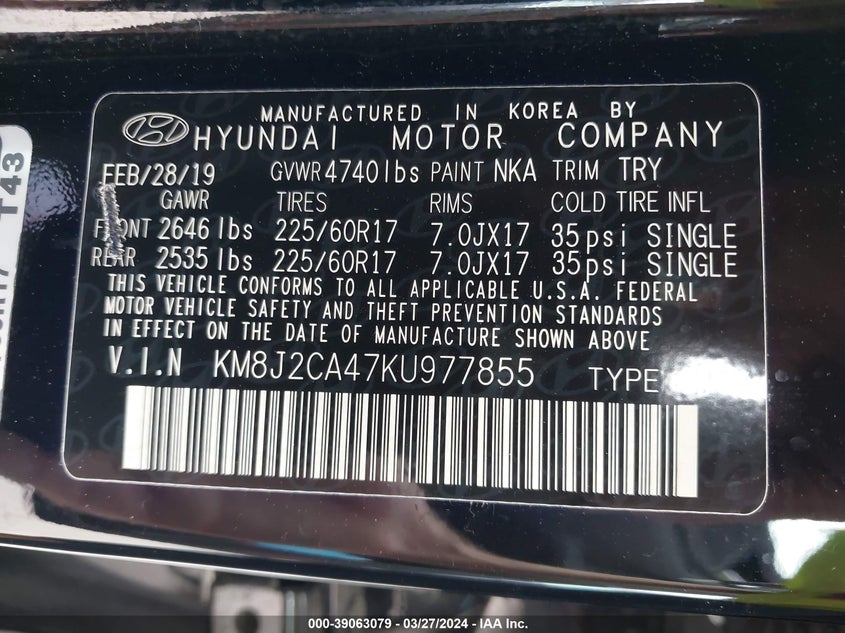 MANUFACTURED IN KOREA BY
HYUNDAI MOTOR COMPANY
FEB/28/19 GVWR 4740lbs PAINT NKA TRIM TRY
GAWR TIRES RIMS COLD TIRE INFL
FRONT 2646 lbs 225/60R17 7.0JX17 35psi SINGLE
REAR 2535 lbs 225/60R17 7.0JX17 35psi SINGLE
THIS VEHICLE CONFORMS TO ALL APPLICABLE U.S.A. FEDERAL
MOTOR VEHICLE SAFETY AND THEFT PREVENTION STANDARDS
IN EFFECT ON THE DATE OF MANUFACTURE SHOWN ABOVE
V.I.N KM8J2CA47KU977855 TYPE
T43
000-39063079 / 03/27/2024 - IAA Inc.